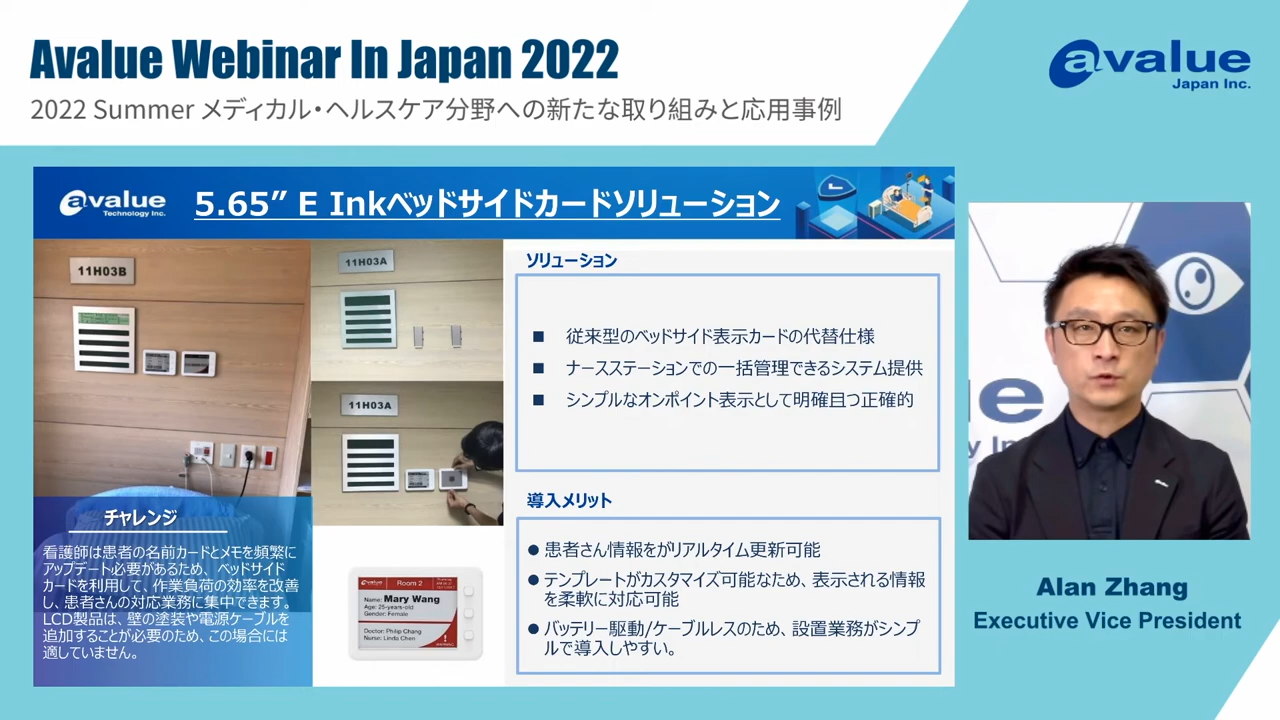 Avalue Webinar In Japan 2022
2022 Summer メディカル・ヘルスケア分野への新たな取り組みと応用事例
avalue
Japan Inc.
avalue
Technology Inc.
5.65” E Inkベッドサイドカードソリューション
11H03B
11H03A
11H03A
チャレンジ
看護師は患者の名前カードとメモを頻繁に
アップデート必要があるため、ベッドサイド
カードを利用して、作業負荷の効率を改善
し、患者さんの対応業務に集中できます。
LCD製品は、壁の塗装や電源ケーブルを
追加することが必要のため、この場合には
適していません。
Room 2
Name: Mary Wang
Age: 25-years-old
Gender: Female
Doctor: Philip Chang
Nurse: Linda Chen
ソリューション
■ 従来型のベッドサイド表示カードの代替仕様
■ ナースステーションでの一括管理できるシステム提供
■ シンプルなオンポイント表示として明確且つ正確的
導入メリット
● 患者さん情報をがリアルタイム更新可能
● テンプレートがカスタマイズ可能なため、表示される情報
を柔軟に対応可能
● バッテリー駆動/ケーブルレスのため、設置業務がシンプ
ルで導入しやすい。
ue
y In
Alan Zhang
Executive Vice President